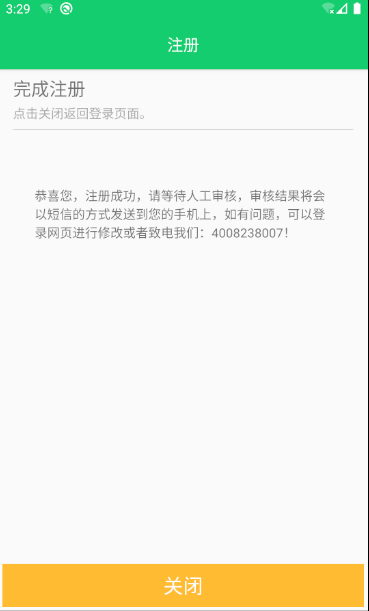 3:29
注册
完成注册
点击关闭返回登录页面。
恭喜您，注册成功，请等待人工审核，审核结果将会
以短信的方式发送到您的手机上，如有问题，可以登
录网页进行修改或者致电我们：4008238007！
关闭